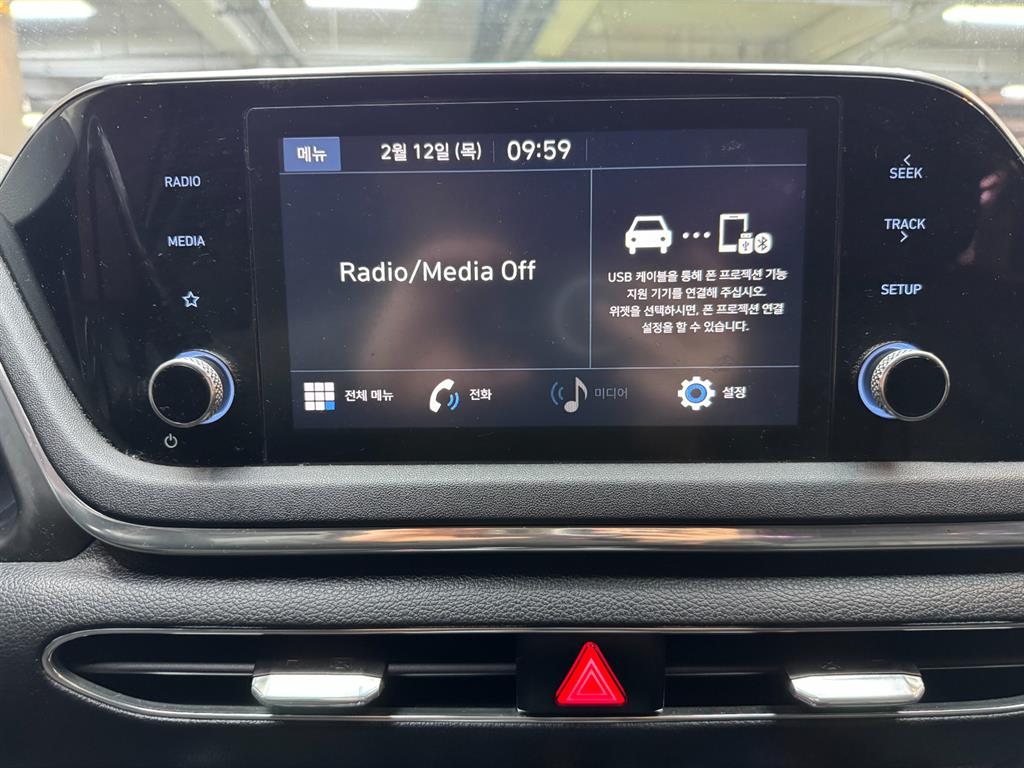 메뉴 2월 12일 (목) 09:59
RADIO
MEDIA
Radio/Media Off
USB 케이블을 통해 폰 프로젝션 기능
지원 기기를 연결해 주십시오.
위젯을 선택하시면, 폰 프로젝션 연결
설정을 할 수 있습니다.
전체 메뉴 전화 미디어 설정
SEEK
TRACK
SETUP